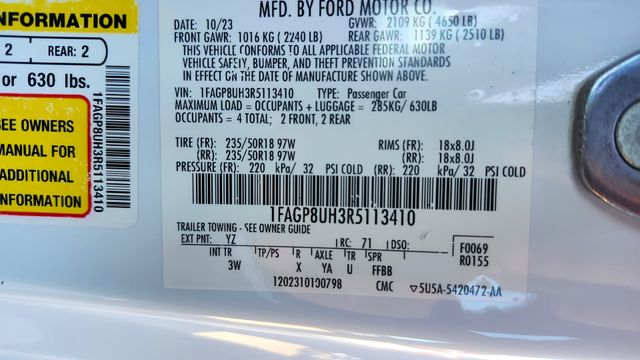 INFORMATION
2 REAR: 2
or 630 lbs.
SEE OWNERS
MANUAL FOR
ADDITIONAL
INFORMATION
1FAGP8UH3R5113410
MFD. BY FORD MOTOR CO.
DATE: 10/23 GVWR: 2109 KG ( 4650 LB)
FRONT GAWR: 1016 KG ( 2240 LB) REAR GAWR: 1139 KG ( 2510 LB)
THIS VEHICLE CONFORMS TO ALL APPLICABLE FEDERAL MOTOR
VEHICLE SAFETY, BUMPER, AND THEFT PREVENTION STANDARDS
IN EFFECT ON THE DATE OF MANUFACTURE SHOWN ABOVE.
VIN: 1FAGP8UH3R5113410 TYPE: Passenger Car
MAXIMUM LOAD = OCCUPANTS + LUGGAGE = 285KG/ 630LB
OCCUPANTS = 4 TOTAL; 2 FRONT, 2 REAR
TIRE (FR): 235/50R18 97W RIMS (FR): 18x8.0J
(RR): 235/50R18 97W (RR): 18x8.0J
PRESSURE (FR): 220 kPa/ 32 PSI COLD (RR): 220 kPa/ 32 PSI COLD
1FAGP8UH3R5113410
TRAILER TOWING - SEE OWNER GUIDE
EXT PNT: YZ RC: 71 DSO: F0069
INT TR TP/PS R AXLE TR SPR R0155
3W X YA U FFBB
1202310130798 CMC ▽5U5A-5420472-AA